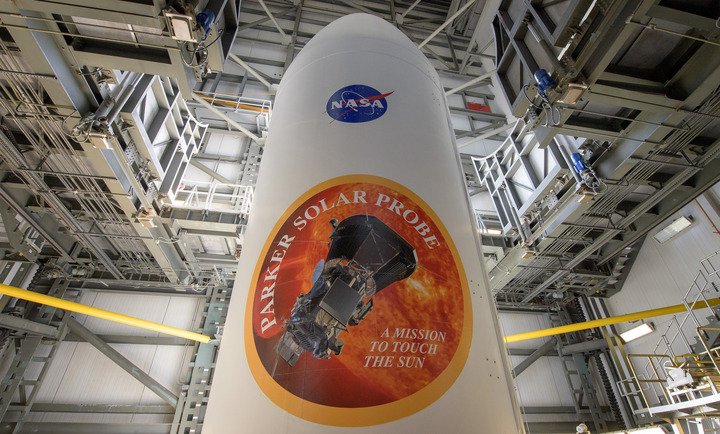 NASA
PARKER SOLAR PROBE
A MISSION
TO TOUCH
THE SUN